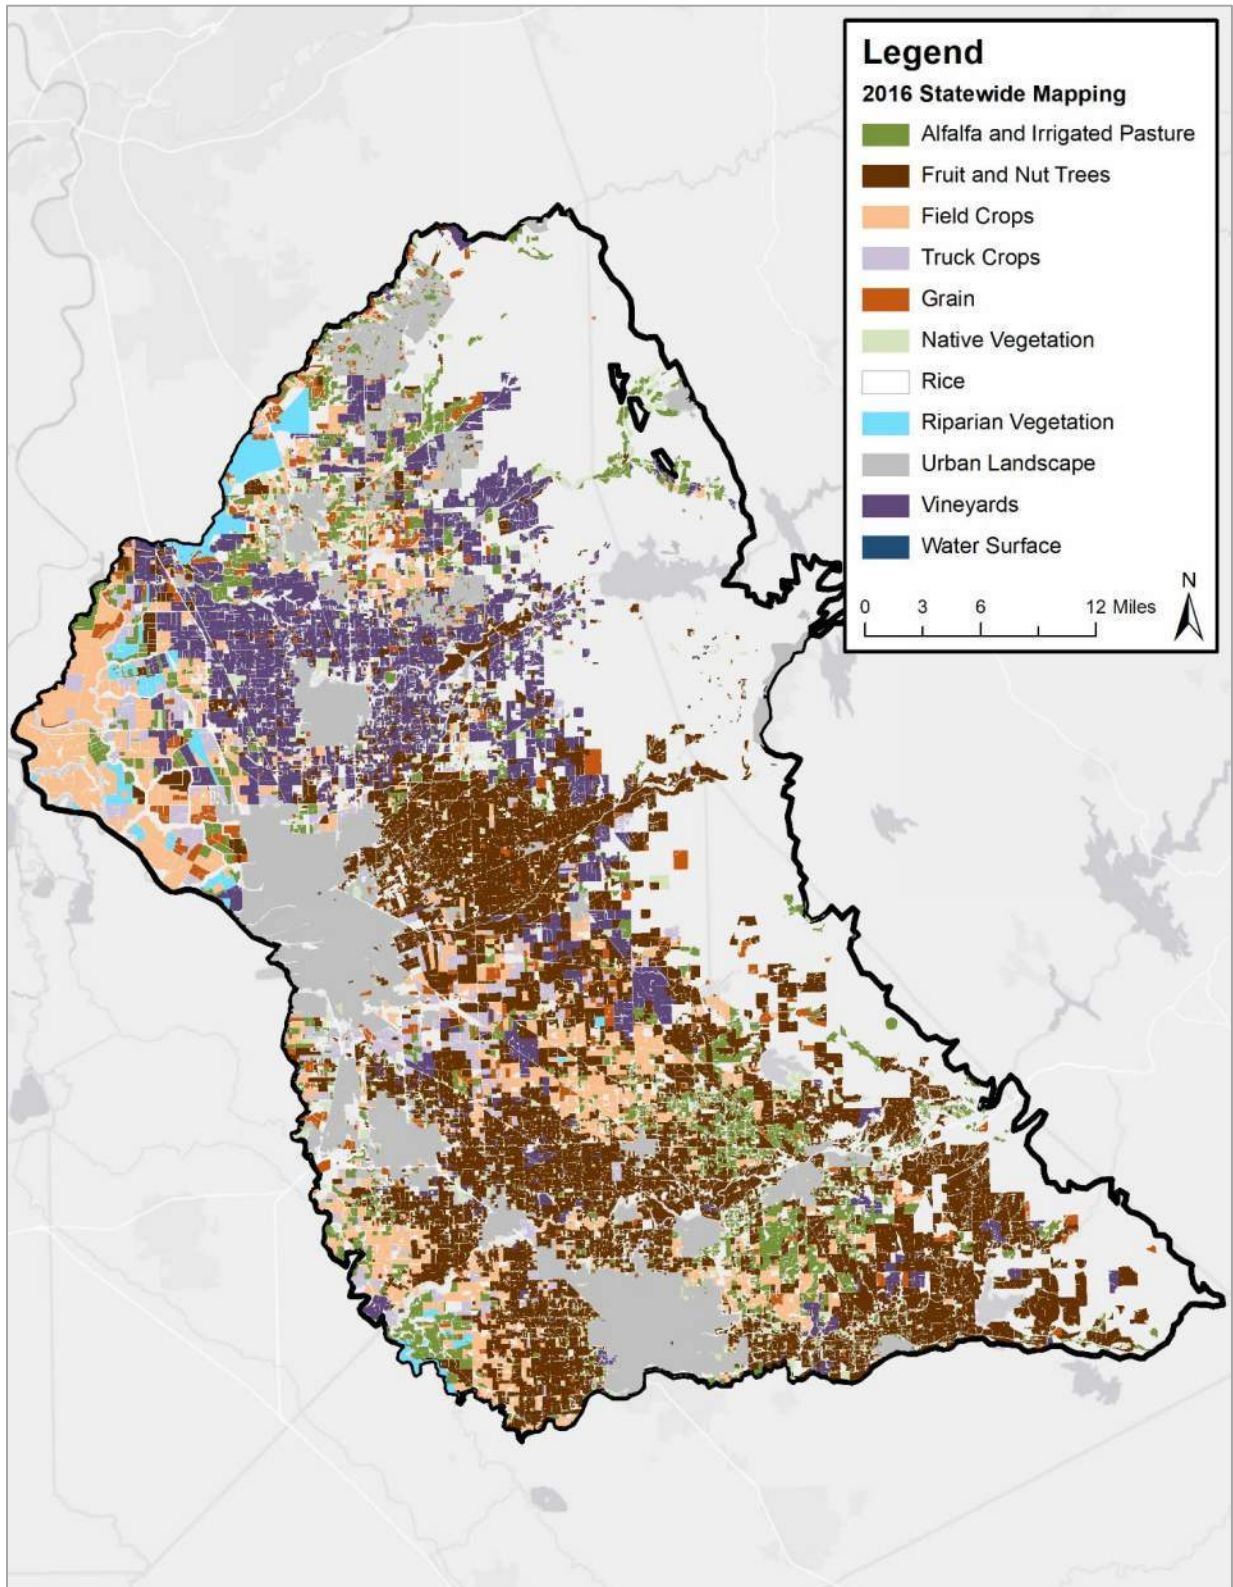 Legend
2016 Statewide Mapping
Alfalfa and Irrigated Pasture
Fruit and Nut Trees
Field Crops
Truck Crops
Grain
Native Vegetation
Rice
Riparian Vegetation
Urban Landscape
Vineyards
Water Surface
N
0 3 6 12 Miles